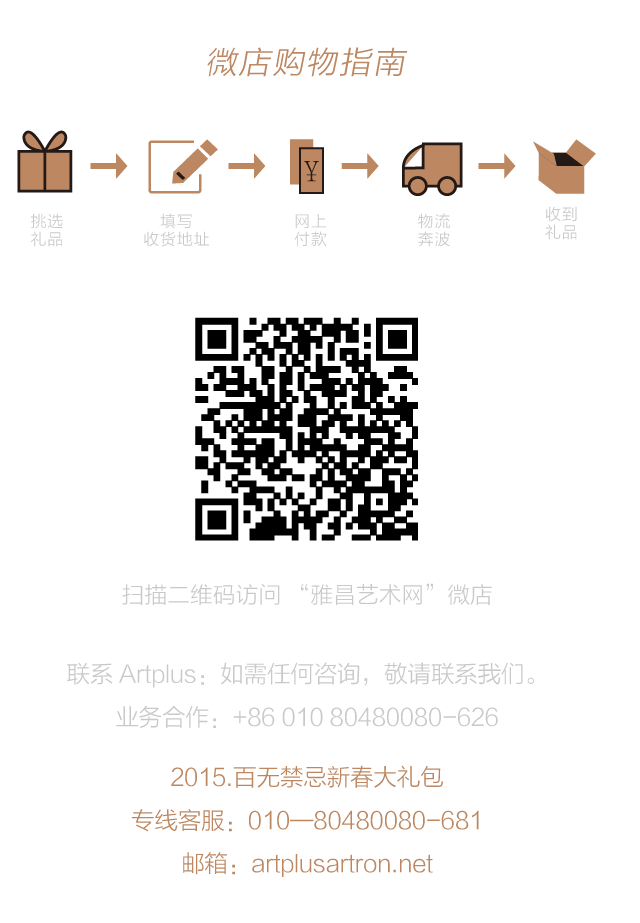 微店购物指南
¥
挑选
礼品
填写
收货地址
网上
付款
物流
奔波
收到
礼品
扫描二维码访问 “雅昌艺术网”微店
联系 Artplus：如需任何咨询，敬请联系我们。
业务合作：+86 010 80480080-626
2015.百无禁忌新春大礼包
专线客服：010—80480080-681
邮箱：artplusartron.net